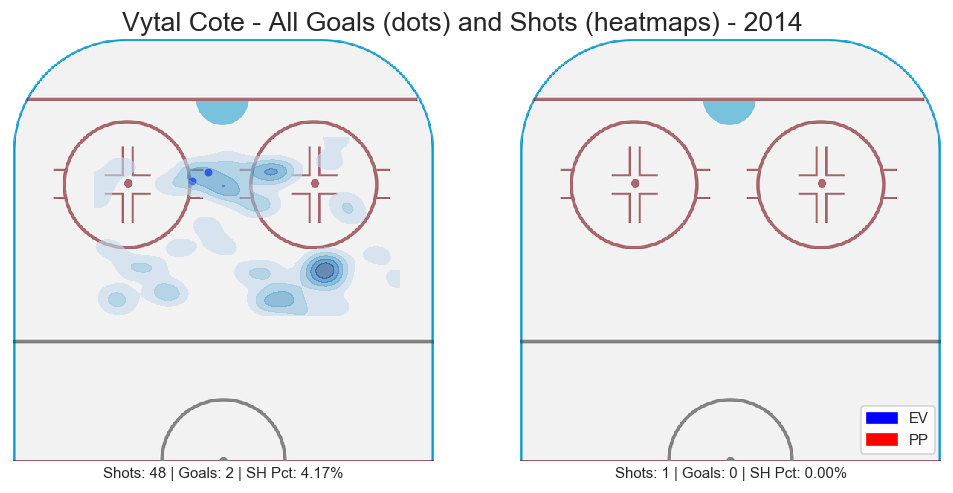 Vytal Cote - All Goals (dots) and Shots (heatmaps) - 2014
EV
PP
Shots: 48 | Goals: 2 | SH Pct: 4.17%
Shots: 1 | Goals: 0 | SH Pct: 0.00%